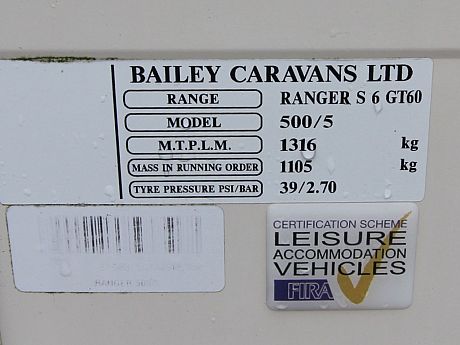 BAILEY CARAVANS LTD
RANGE RANGER S 6 GT60
MODEL 500/5
M.T.P.L.M. 1316 kg
MASS IN RUNNING ORDER 1105 kg
TYRE PRESSURE PSI/BAR 39/2.70
CERTIFICATION SCHEME
LEISURE
ACCOMMODATION
VEHICLES
FIRA
RANGER